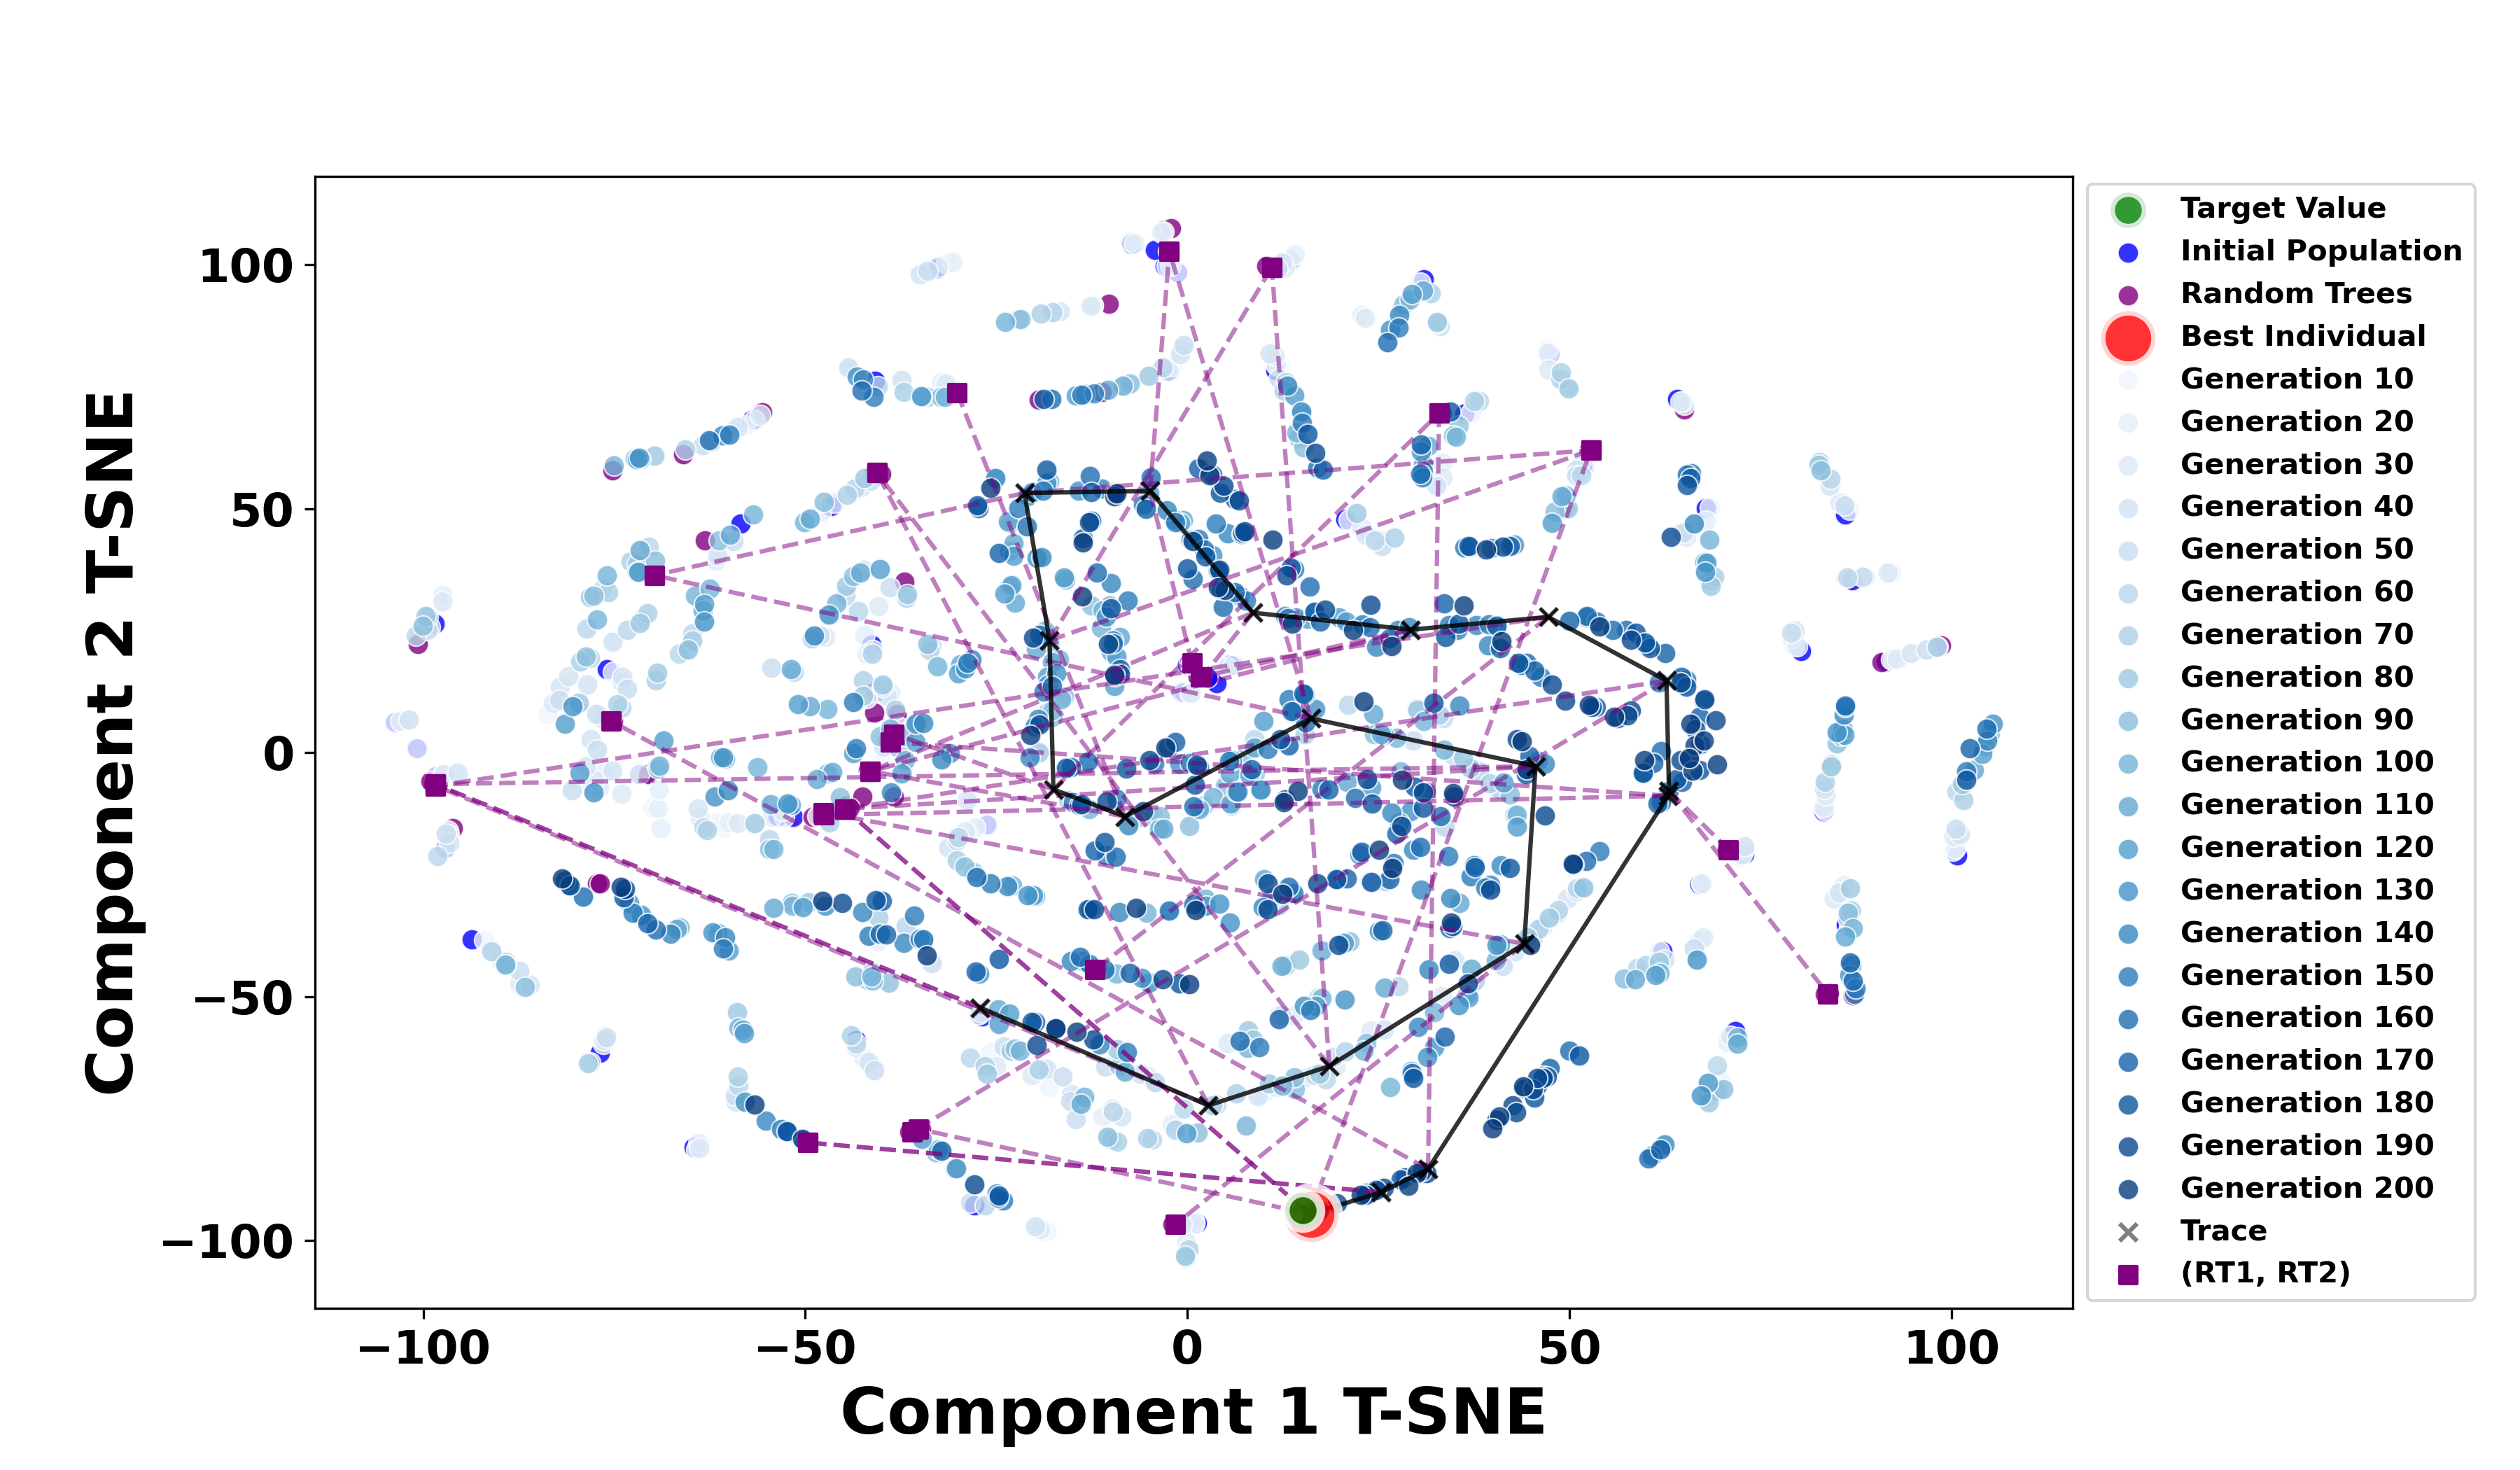 Component 2 T-SNE
100
50
0
−50
−100
−100
−50
0
50
100
Component 1 T-SNE
Target Value
Initial Population
Random Trees
Best Individual
Generation 10
Generation 20
Generation 30
Generation 40
Generation 50
Generation 60
Generation 70
Generation 80
Generation 90
Generation 100
Generation 110
Generation 120
Generation 130
Generation 140
Generation 150
Generation 160
Generation 170
Generation 180
Generation 190
Generation 200
Trace
(RT1, RT2)